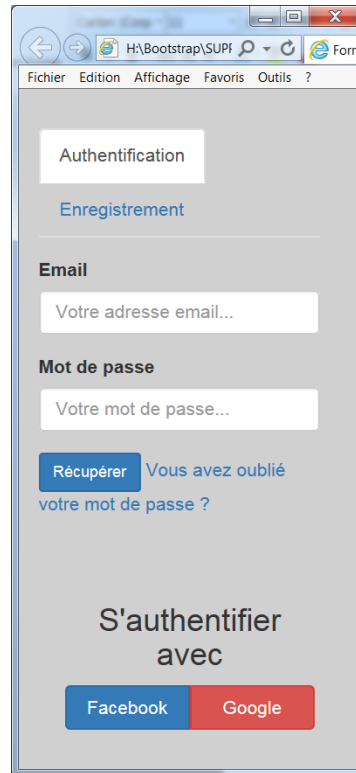 H:\Bootstrap\SUPF
Forr
Fichier Edition Affichage Favoris Outils ?
Authentification
Enregistrement
Email
Votre adresse email...
Mot de passe
Votre mot de passe...
Récupérer Vous avez oublié
votre mot de passe ?
S'authentifier
avec
Facebook Google